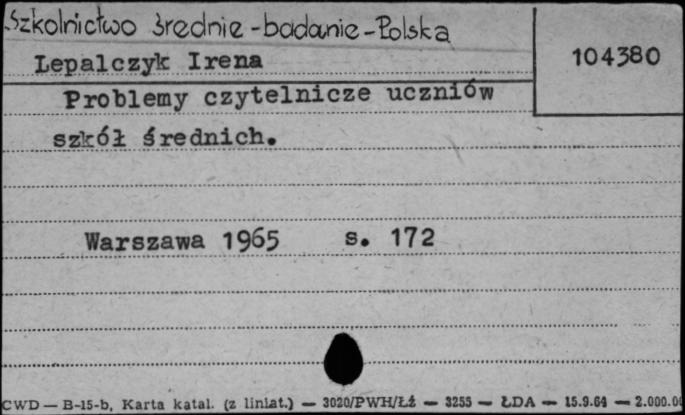 Szkolnictwo średnie - badanie - Polska
104380
Lepalczyk Irena
Problemy czytelnicze uczniów
szkół średnich.
Warszawa 1965 s. 172
CWD — B-15-b, Karta katal. (z liniat.) — 3020/PWH/Łż — 3255 — ŁDA — 15.9.64 — 2.000.00